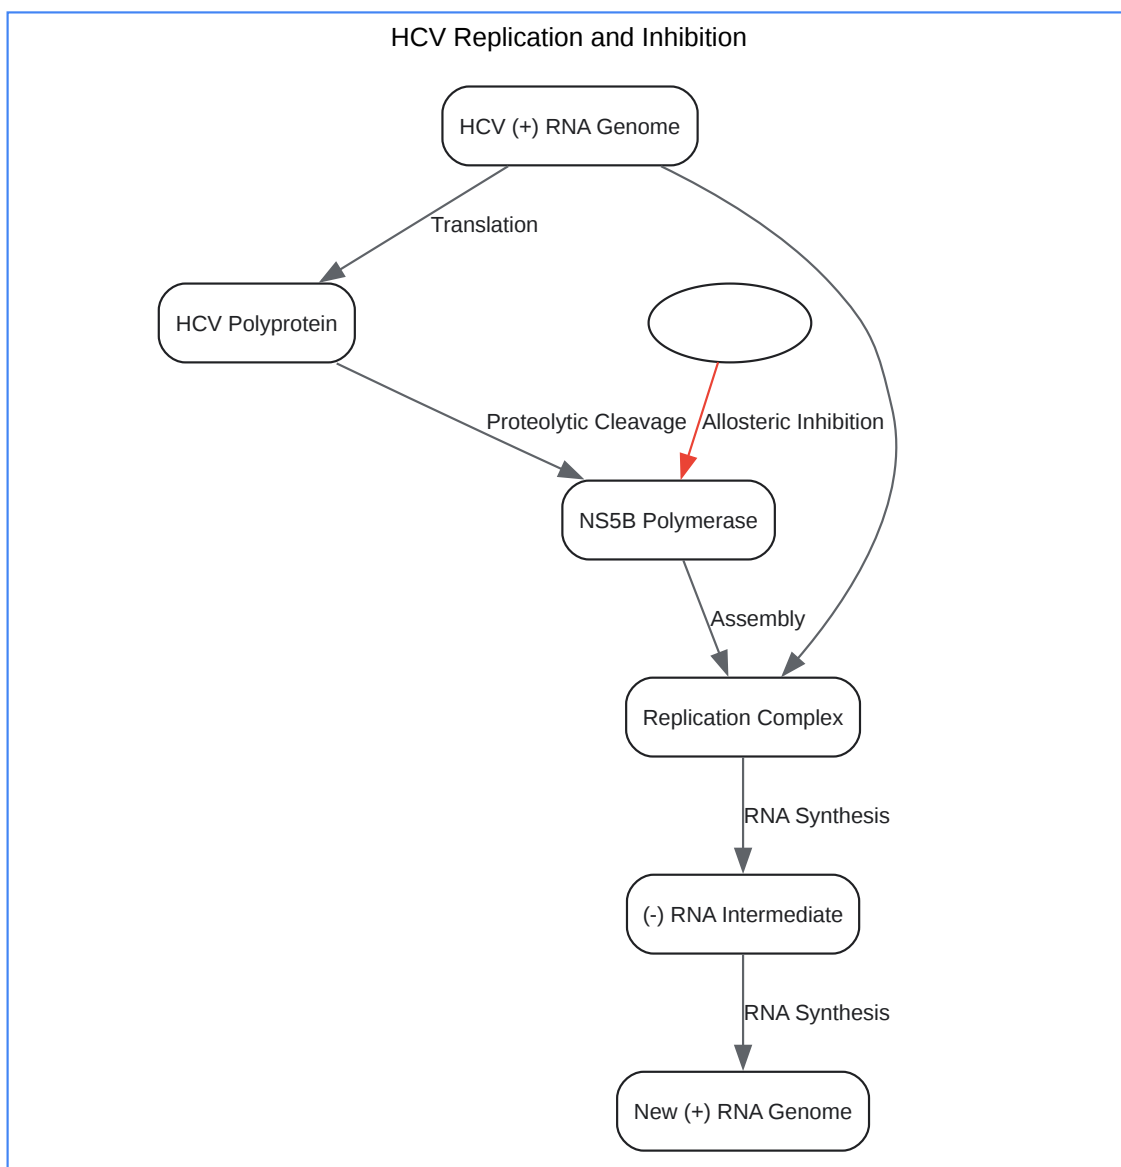 HCV Replication and Inhibition
HCV (+) RNA Genome
Translation
HCV Polyprotein
Proteolytic Cleavage
Allosteric Inhibition
NS5B Polymerase
Assembly
Replication Complex
RNA Synthesis
(-) RNA Intermediate
RNA Synthesis
New (+) RNA Genome